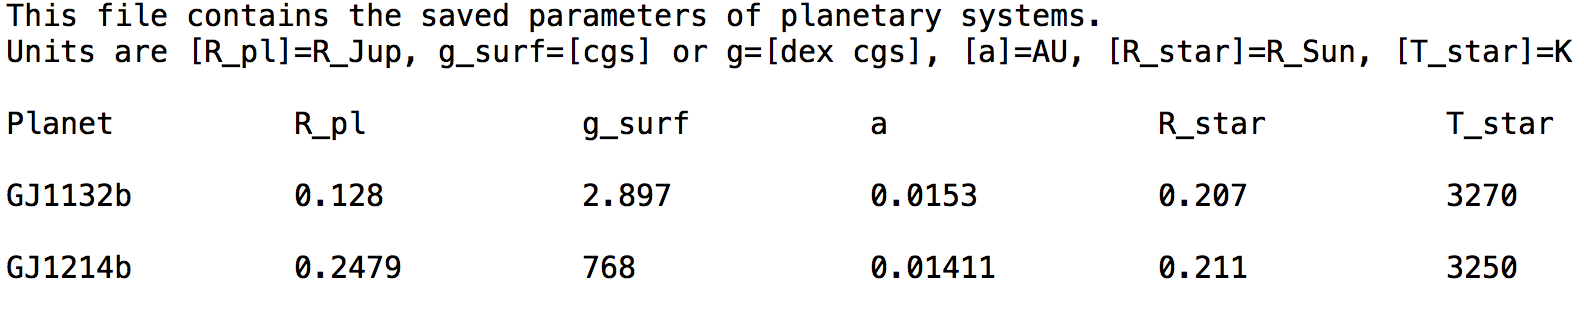 This file contains the saved parameters of planetary systems.
Units are [R_pl]=R_Jup, g_surf=[cgs] or g=[dex cgs], [a]=AU, [R_star]=R_Sun, [T_star]=K
Planet R_pl g_surf a R_star T_star
GJ1132b 0.128 2.897 0.0153 0.207 3270
GJ1214b 0.2479 768 0.01411 0.211 3250